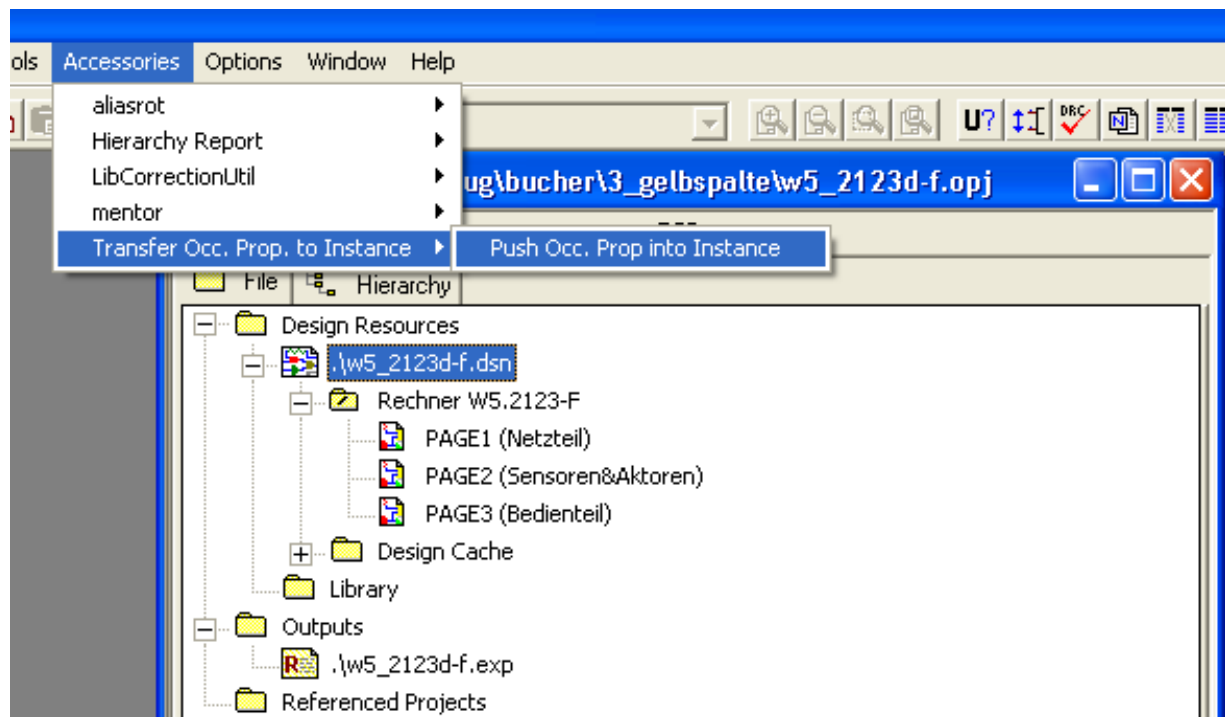 ols Accessories Options Window Help
aliasrot
Hierarchy Report
LibCorrectionUtil
mentor
Transfer Occ. Prop. to Instance
Push Occ. Prop into Instance
U? DRC N
ug\bucher\3_gelbspalte\w5_2123d-f.opj
File Hierarchy
Design Resources
.\w5_2123d-f.dsn
Rechner W5.2123-F
PAGE1 (Netzteil)
PAGE2 (Sensoren&Aktoren)
PAGE3 (Bedienteil)
Design Cache
Library
Outputs
R .\w5_2123d-f.exp
Referenced Projects